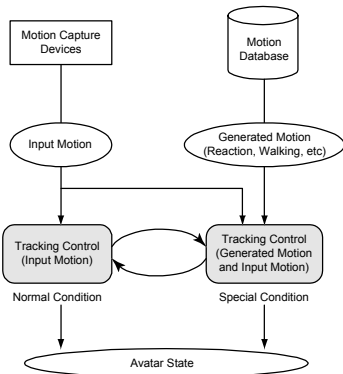 Motion Capture
Devices
Motion
Database
Input Motion
Generated Motion
(Reaction, Walking, etc)
Tracking Control
(Input Motion)
Tracking Control
(Generated Motion
and Input Motion)
Normal Condition
Special Condition
Avatar State